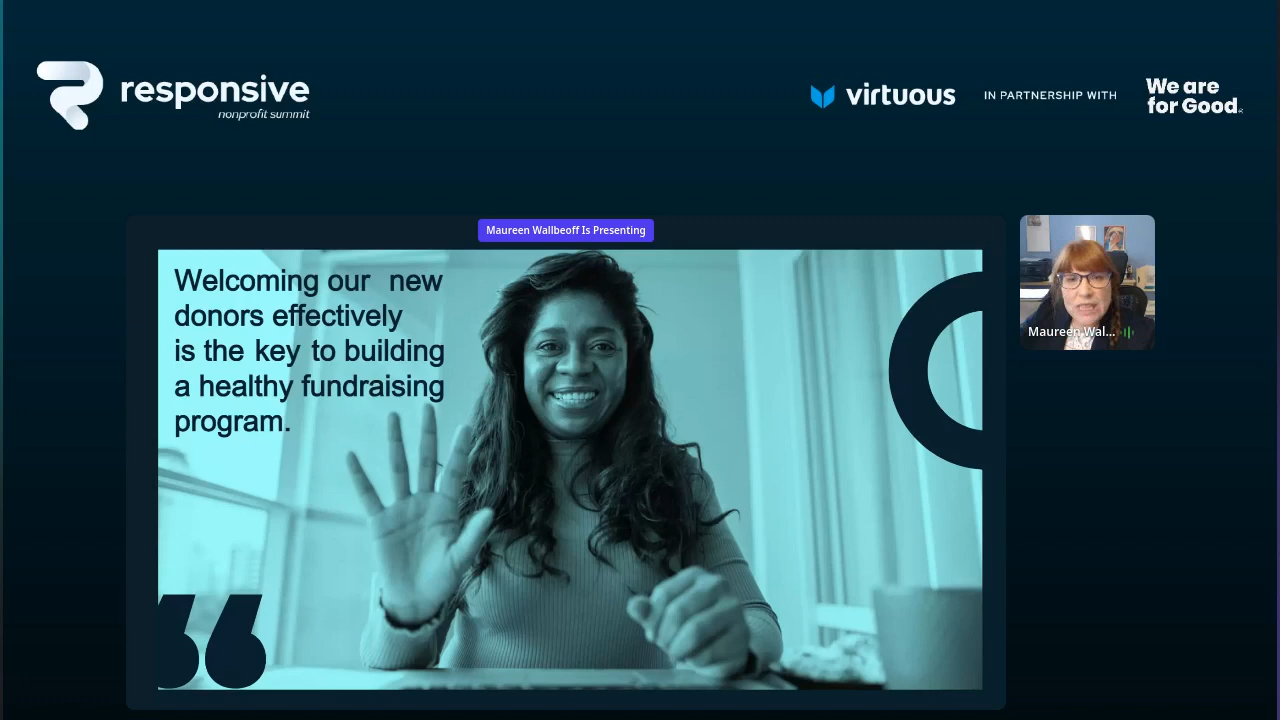 responsive
nonprofit summit
virtuous
IN PARTNERSHIP WITH
We are
for Good.
Maureen Wallbeoff Is Presenting
Welcoming our new
donors effectively
is the key to building
a healthy fundraising
program.
Maureen Wal...